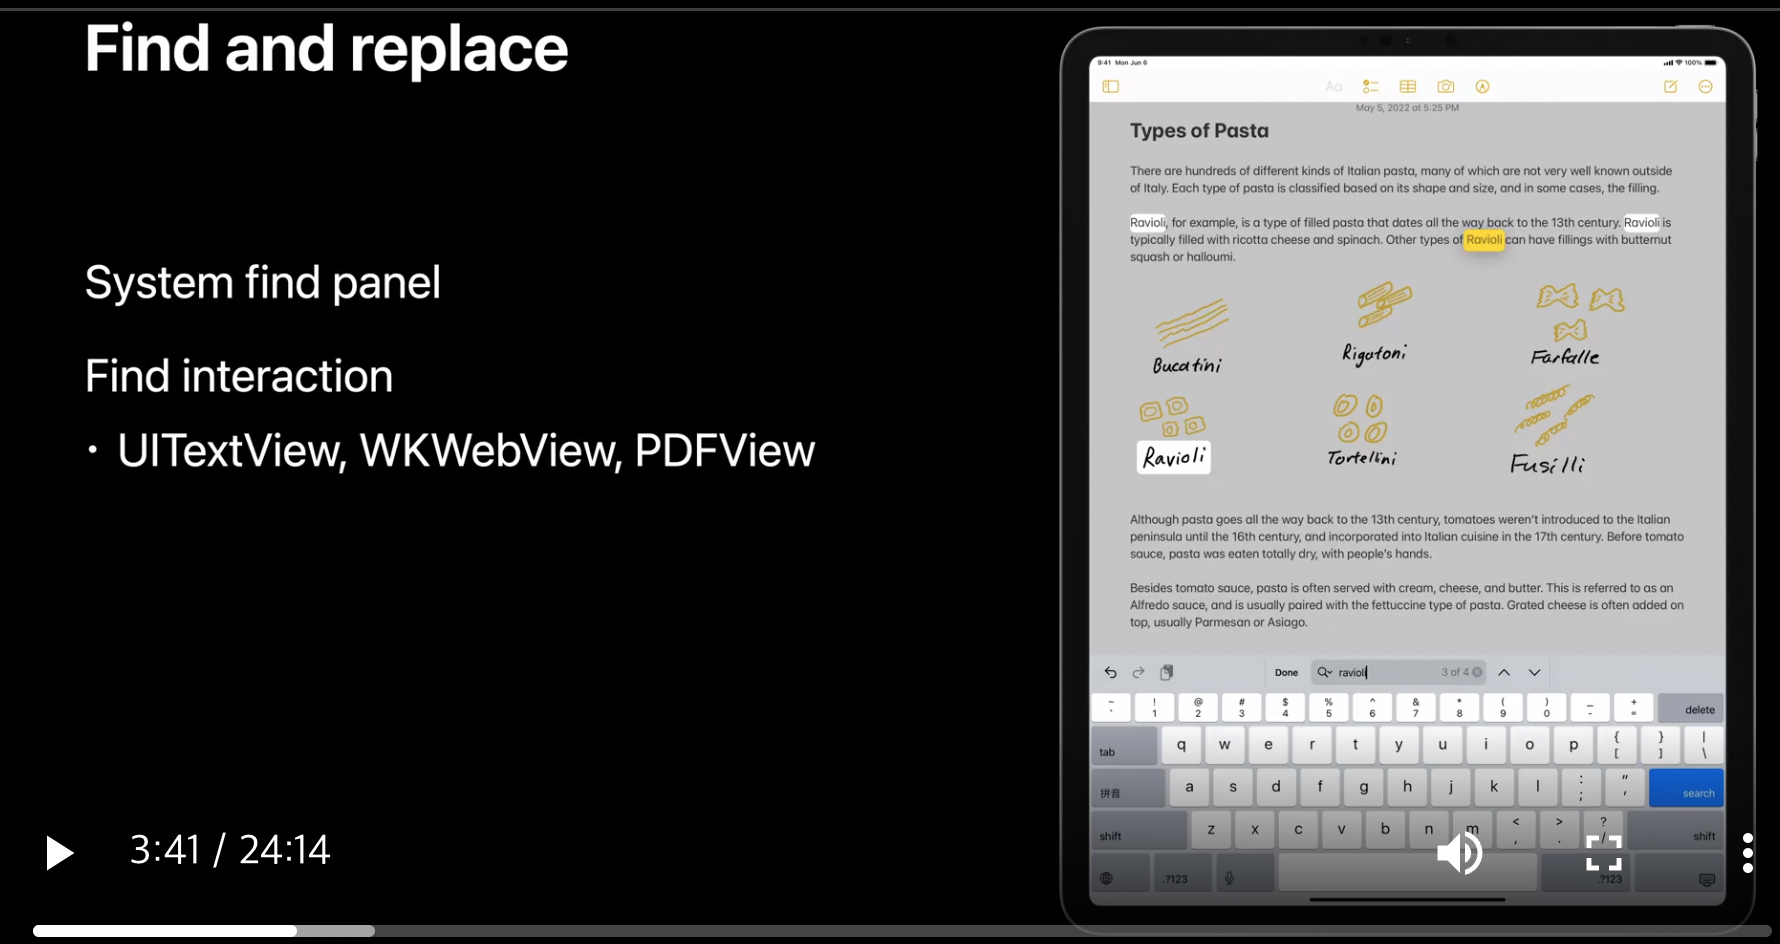 Find and replace
System find panel
Find interaction
• UITextView, WKWebView, PDFView
9:41 Mon Jun 6
100%
Aa
May 5, 2022 at 5:25 PM
Types of Pasta
There are hundreds of different kinds of Italian pasta, many of which are not very well known outside
of Italy. Each type of pasta is classified based on its shape and size, and in some cases, the filling.
Ravioli, for example, is a type of filled pasta that dates all the way back to the 13th century. Ravioli is
typically filled with ricotta cheese and spinach. Other types of Ravioli can have fillings with butternut
squash or halloumi.
Bucatini Rigatoni Farfalle
Ravioli Tortellini Fusilli
Although pasta goes all the way back to the 13th century, tomatoes weren't introduced to the Italian
peninsula until the 16th century, and incorporated into Italian cuisine in the 17th century. Before tomato
sauce, pasta was eaten totally dry, with people's hands.
Besides tomato sauce, pasta is often served with cream, cheese, and butter. This is referred to as an
Alfredo sauce, and is usually paired with the fettuccine type of pasta. Grated cheese is often added on
top, usually Parmesan or Asiago.
Done ravioli 3 of 4
~ ! @ # $ % ^ & * ( ) _ +
` 1 2 3 4 5 6 7 8 9 0 - = delete
tab q w e r t y u i o p { [ } ] | \
拼音 a s d f g h j k l : ; " ' search
shift z x c v b n m < , > . ? / shift
.?123 .?123
3:41 / 24:14